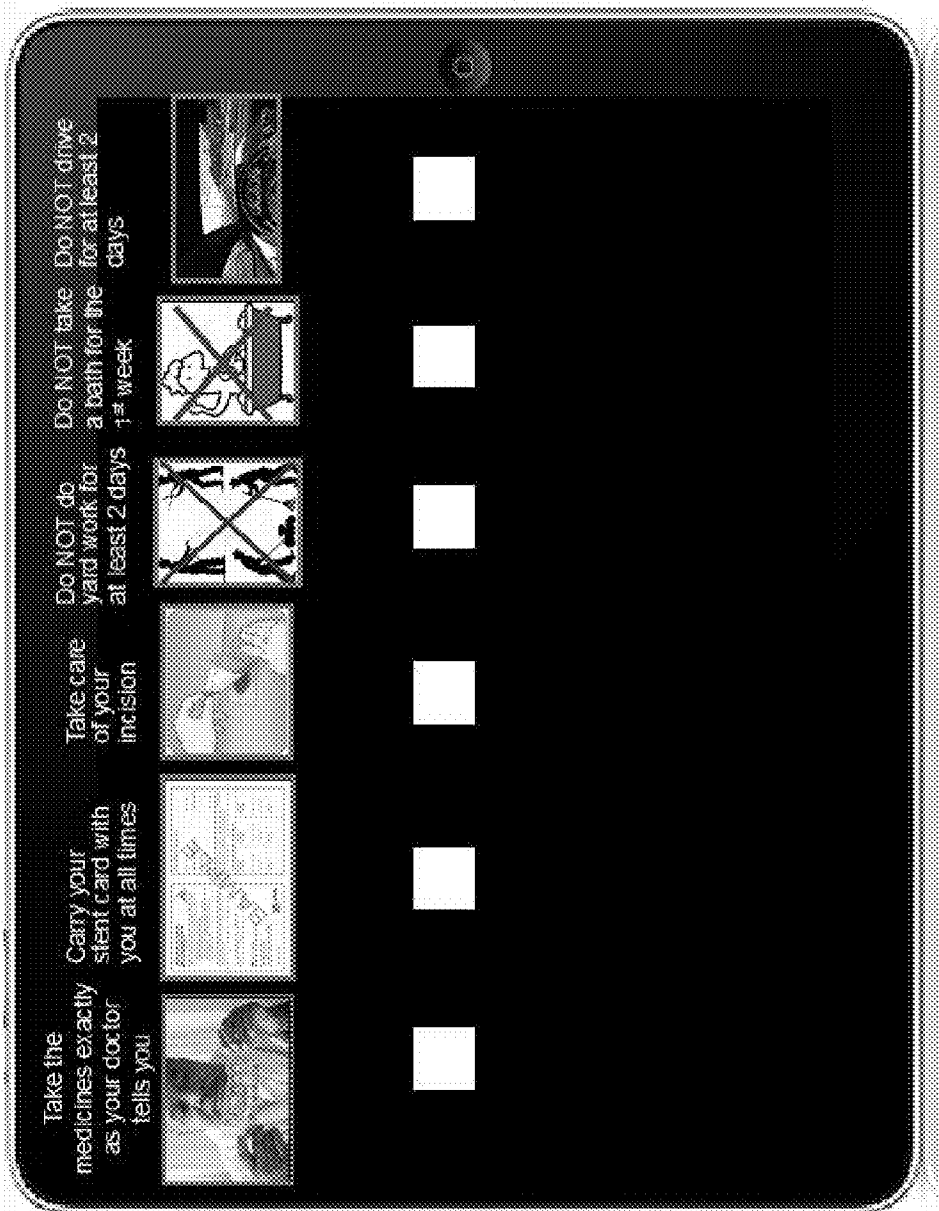 Take the
medicines exactly
as your doctor
tells you
Carry your
stent card with
you at all times
Take care
of your
incision
Do NOT do
yard work for
at least 2 days
Do NOT take
a bath for the
1st week
Do NOT drive
for at least 2
days